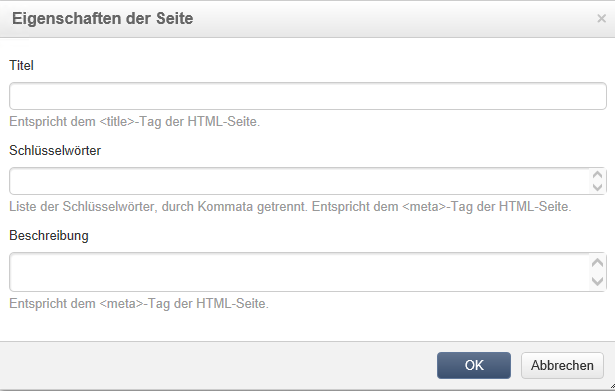 Eigenschaften der Seite
×
Titel
Entspricht dem <title>-Tag der HTML-Seite.
Schlüsselwörter
Liste der Schlüsselwörter, durch Kommata getrennt. Entspricht dem <meta>-Tag der HTML-Seite.
Beschreibung
Entspricht dem <meta>-Tag der HTML-Seite.
OK Abbrechen